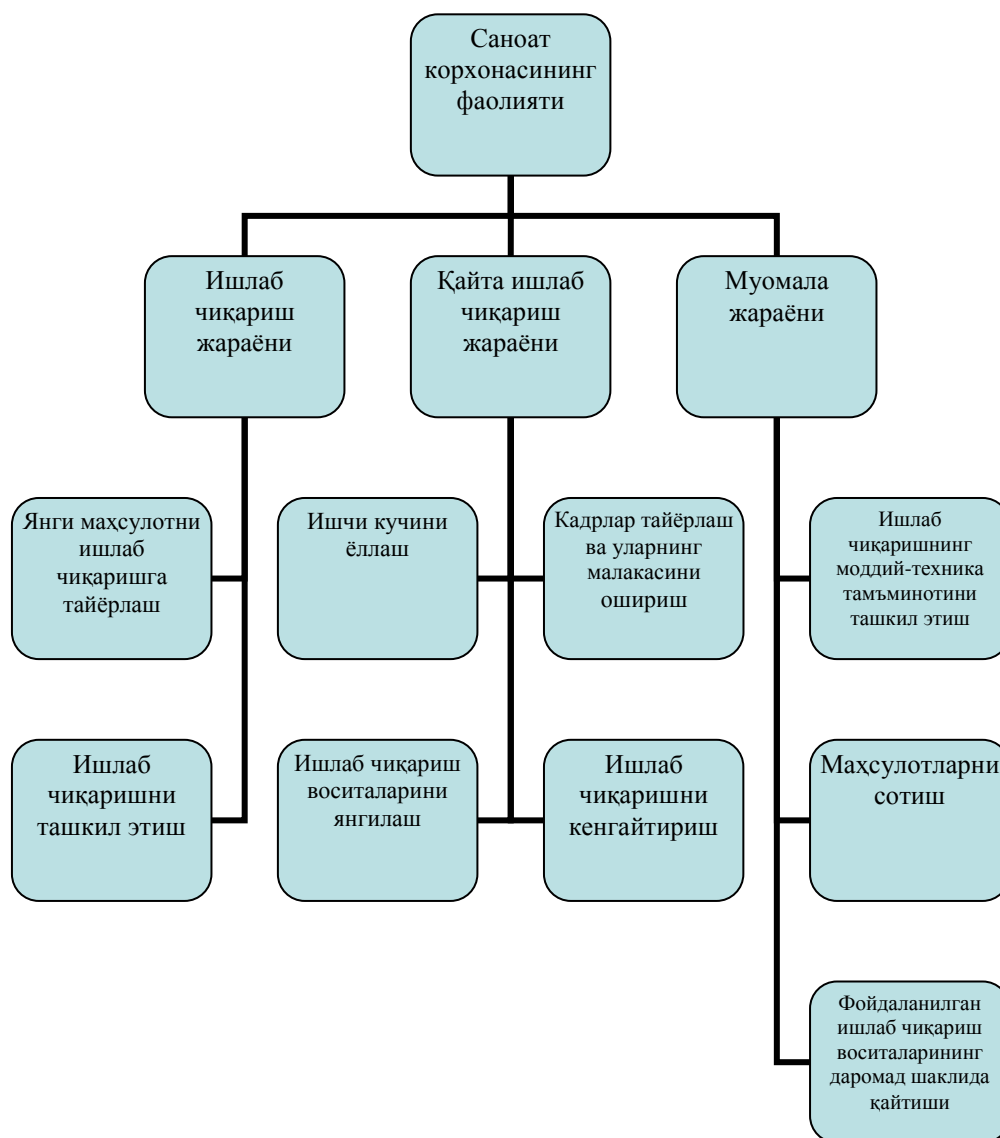 Саноат
корхонасининг
фаолияти
Ишлаб
чиқариш
жараёни
Қайта ишлаб
чиқариш
жараёни
Муомала
жараёни
Янги маҳсулотни
ишлаб
чиқаришга
тайёрлаш
Ишчи кучини
ёллаш
Кадрлар тайёрлаш
ва уларнинг
малакасини
ошириш
Ишлаб
чиқаришнинг
моддий-техника
тамъминотини
ташкил этиш
Ишлаб
чиқаришни
ташкил этиш
Ишлаб чиқариш
воситаларини
янгилаш
Ишлаб
чиқаришни
кенгайтириш
Маҳсулотларни
сотиш
Фойдаланилган
ишлаб чиқариш
воситаларининг
даромад шаклида
қайтиши